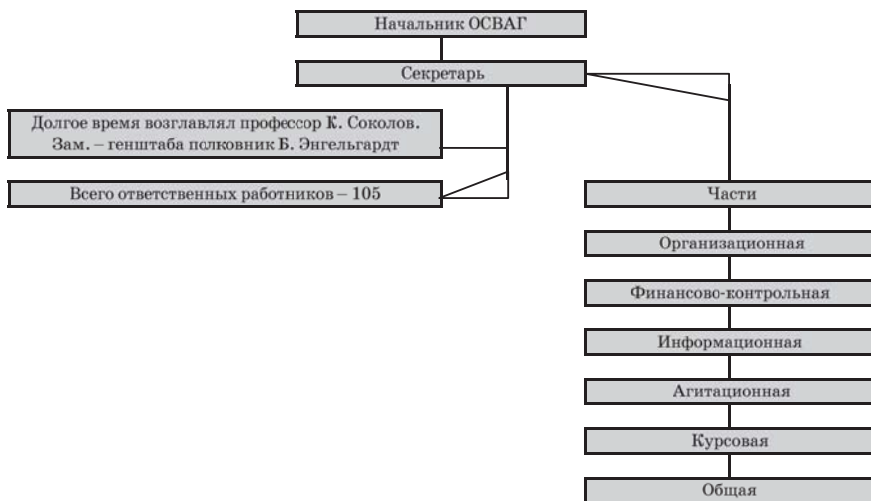 Начальник ОСВАГ
Секретарь
Долгое время возглавлял профессор К. Соколов.
Зам. – генштаба полковник Б. Энгельгардт
Всего ответственных работников – 105
Части
Организационная
Финансово-контрольная
Информационная
Агитационная
Курсовая
Общая